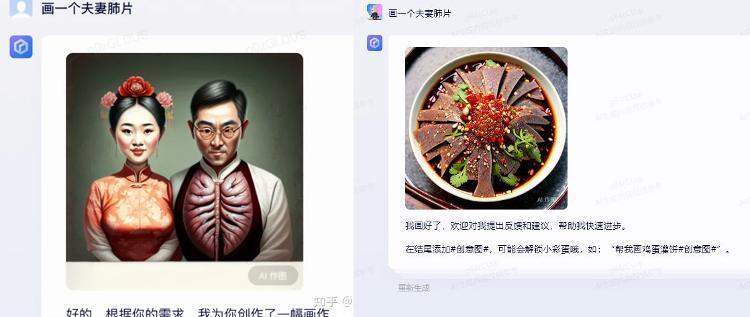 画一个夫妻肺片
AI 作图
知乎 @
好的，根据你的需求，我为你创作了一幅画作
画一个夫妻肺片
AI 作图
我画好了，欢迎对我提出反馈和建议，帮助我快速进步。
在结尾添加#创意图#，可能会解锁小彩蛋哦，如：“帮我画鸡蛋灌饼#创意图#”。
重新生成